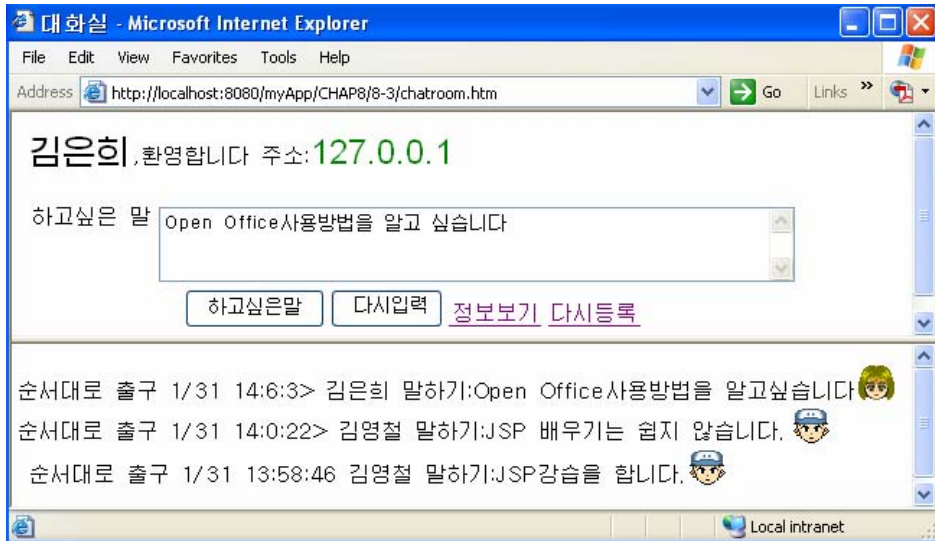 대화실 - Microsoft Internet Explorer
File Edit View Favorites Tools Help
Address http://localhost:8080/myApp/CHAP8/8-3/chatroom.htm Go Links »
김은희,환영합니다 주소:127.0.0.1
하고싶은 말 Open Office사용방법을 알고 싶습니다
하고싶은말 다시입력 정보보기 다시등록
순서대로 출구 1/31 14:6:3> 김은희 말하기:Open Office사용방법을 알고싶습니다
순서대로 출구 1/31 14:0:22> 김영철 말하기:JSP 배우기는 쉽지 않습니다.
순서대로 출구 1/31 13:58:46 김영철 말하기:JSP강습을 합니다.
Local intranet